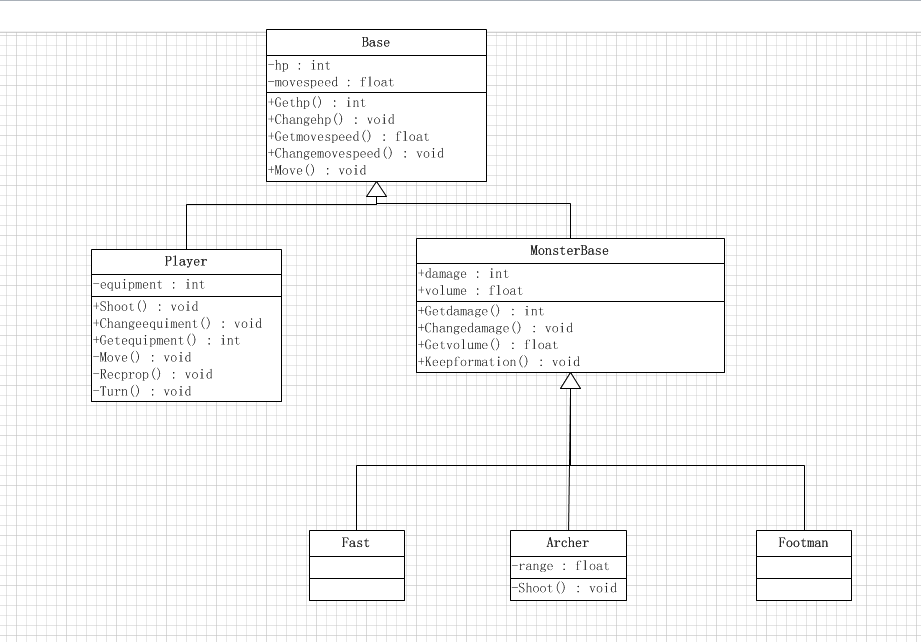 Base
-hp : int
-movespeed : float
+Gethp() : int
+Changehp() : void
+Getmovespeed() : float
+Changemovespeed() : void
+Move() : void
Player
-equipment : int
+Shoot() : void
+Changeequiment() : void
+Getequipment() : int
-Move() : void
-Recprop() : void
-Turn() : void
MonsterBase
+damage : int
+volume : float
+Getdamage() : int
+Changedamage() : void
+Getvolume() : float
+Keepformation() : void
Fast
Archer
-range : float
-Shoot() : void
Footman